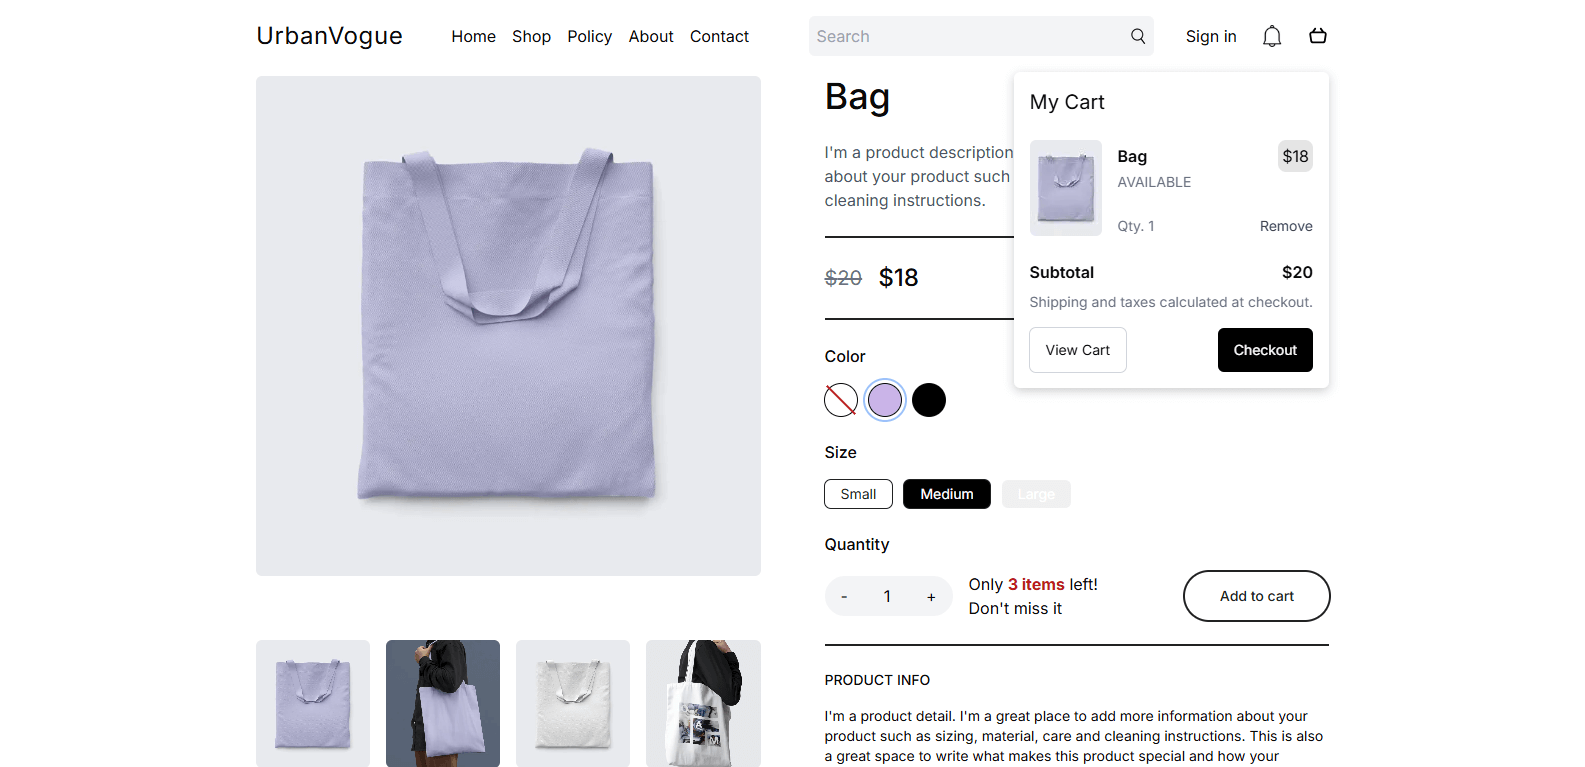 UrbanVogue
Home Shop Policy About Contact
Search
Sign in
Bag
I'm a product description
about your product such
cleaning instructions.
$20 $18
Color
Size
Small Medium Large
Quantity
- 1 +
Only 3 items left!
Don't miss it
Add to cart
PRODUCT INFO
I'm a product detail. I'm a great place to add more information about your
product such as sizing, material, care and cleaning instructions. This is also
a great space to write what makes this product special and how your
My Cart
Bag $18
AVAILABLE
Qty. 1 Remove
Subtotal $20
Shipping and taxes calculated at checkout.
View Cart Checkout